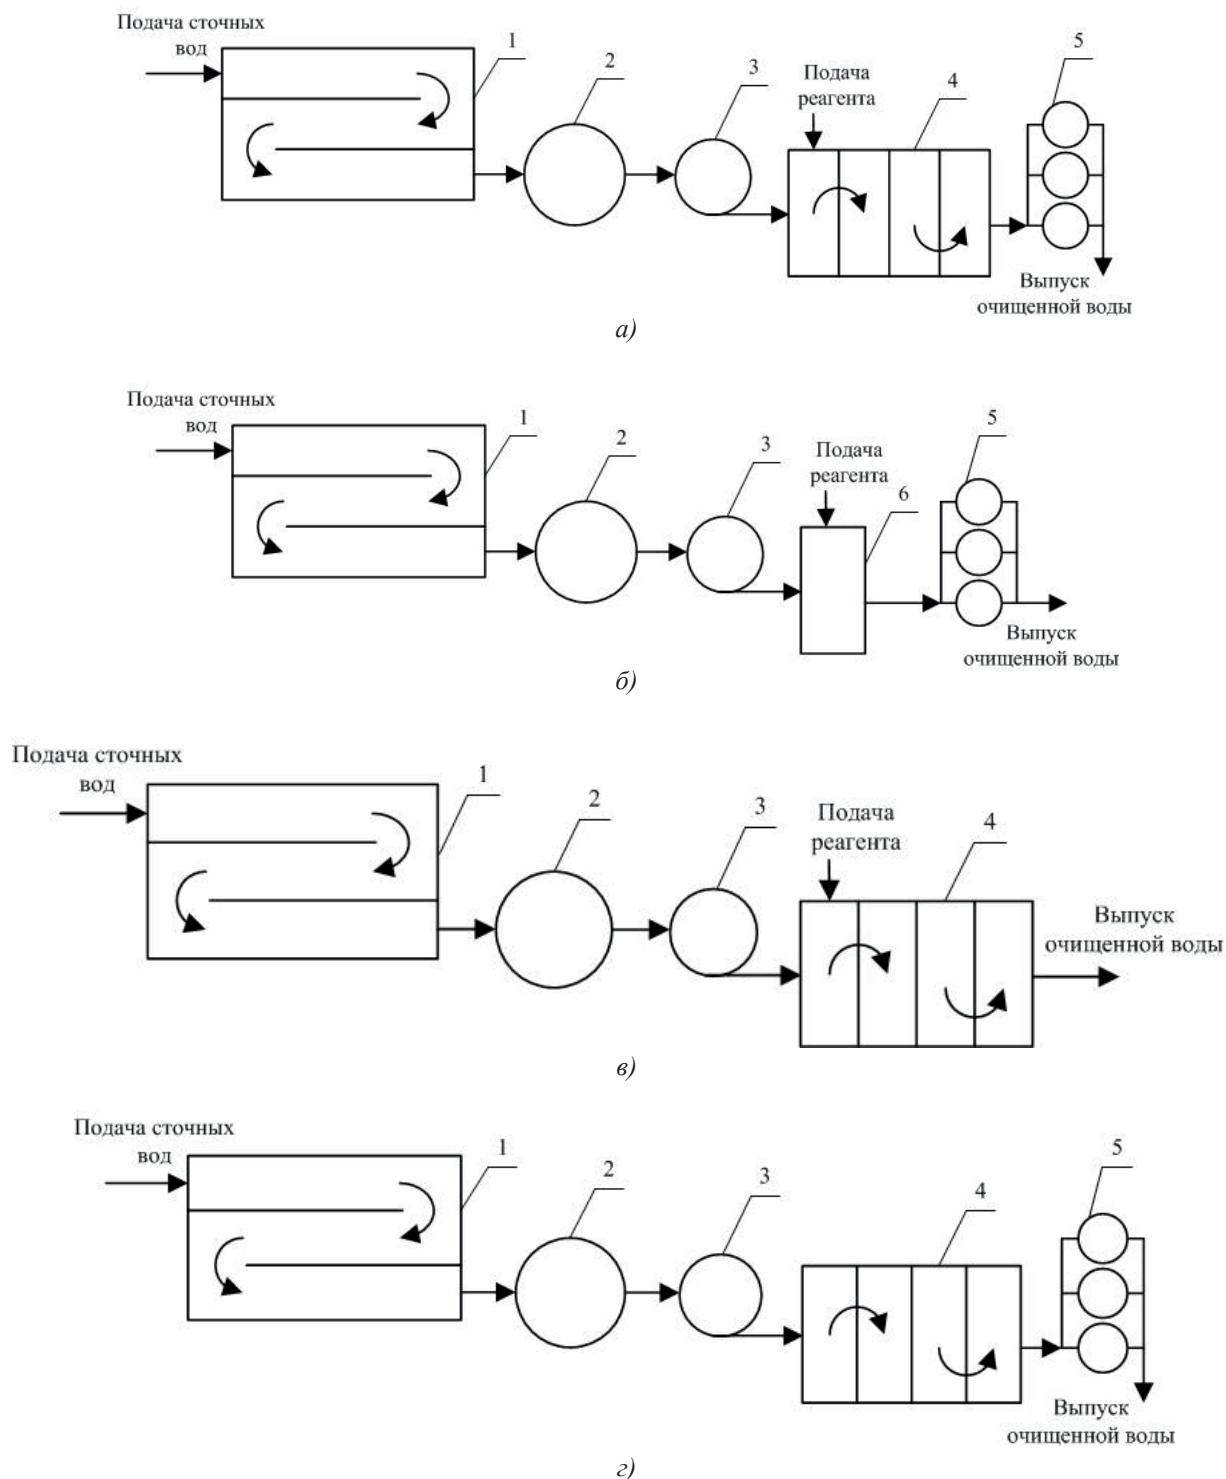 Подача сточных
вод
1
2
3
Подача
реагента
4
5
Выпуск
очищенной воды
а)
Подача сточных
вод
1
2
3
Подача
реагента
6
5
Выпуск
очищенной воды
б)
Подача сточных
вод
1
2
3
Подача
реагента
4
Выпуск
очищенной воды
в)
Подача сточных
вод
1
2
3
4
5
Выпуск
очищенной воды
г)